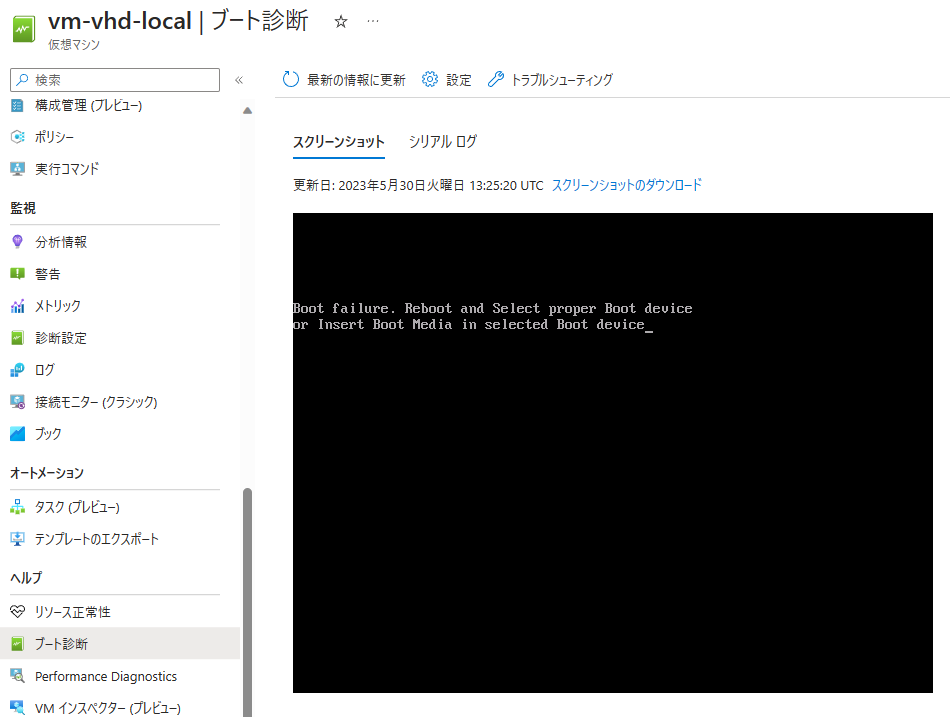 vm-vhd-local | ブート診断 ☆ …
仮想マシン
検索 «
最新の情報に更新 設定 トラブルシューティング
構成管理 (プレビュー)
ポリシー
実行コマンド
監視
分析情報
警告
メトリック
診断設定
ログ
接続モニター (クラシック)
ブック
オートメーション
タスク (プレビュー)
テンプレートのエクスポート
ヘルプ
リソース正常性
ブート診断
Performance Diagnostics
VM インスペクター (プレビュー)
スクリーンショット シリアル ログ
更新日: 2023年5月30日火曜日 13:25:20 UTC スクリーンショットのダウンロード
Boot failure. Reboot and Select proper Boot device
or Insert Boot Media in selected Boot device_